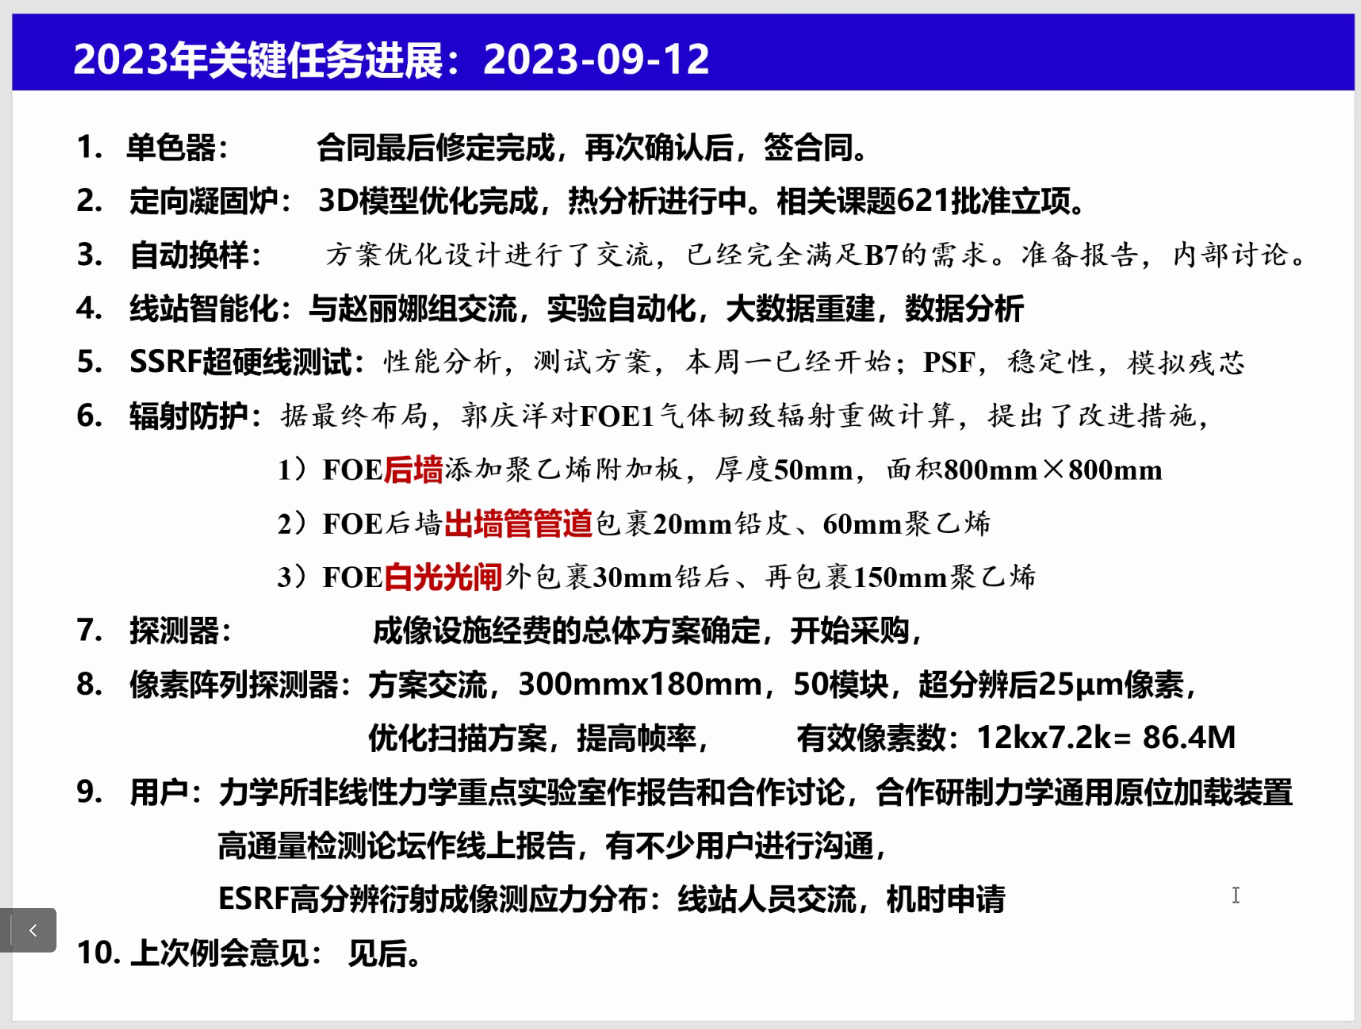 2023年关键任务进展：2023-09-12
1. 单色器： 合同最后修定完成，再次确认后，签合同。
2. 定向凝固炉： 3D模型优化完成，热分析进行中。相关课题621批准立项。
3. 自动换样： 方案优化设计进行了交流，已经完全满足B7的需求。准备报告，内部讨论。
4. 线站智能化：与赵丽娜组交流，实验自动化，大数据重建，数据分析
5. SSRF超硬线测试：性能分析，测试方案，本周一已经开始；PSF，稳定性，模拟残芯
6. 辐射防护：据最终布局，郭庆洋对FOE1气体韧致辐射重做计算，提出了改进措施，
1）FOE后墙添加聚乙烯附加板，厚度50mm，面积800mm×800mm
2）FOE后墙出墙管管道包裹20mm铅皮、60mm聚乙烯
3）FOE白光光闸外包裹30mm铅后、再包裹150mm聚乙烯
7. 探测器： 成像设施经费的总体方案确定，开始采购，
8. 像素阵列探测器：方案交流，300mmx180mm，50模块，超分辨后25μm像素，
优化扫描方案，提高帧率， 有效像素数：12kx7.2k= 86.4M
9. 用户：力学所非线性力学重点实验室作报告和合作讨论，合作研制力学通用原位加载装置
高通量检测论坛作线上报告，有不少用户进行沟通，
ESRF高分辨衍射成像测应力分布：线站人员交流，机时申请
10. 上次例会意见： 见后。